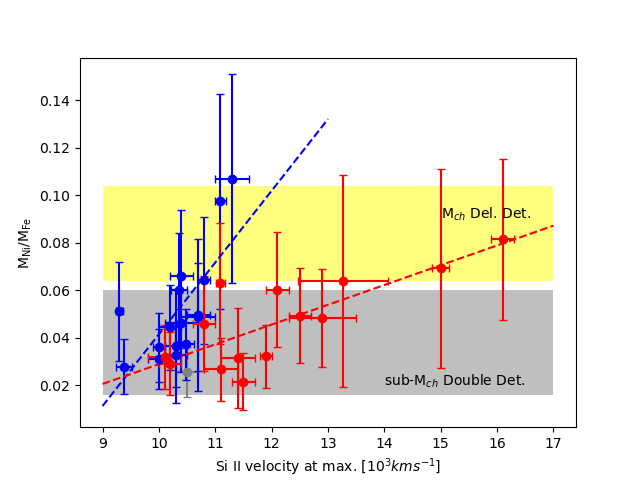 0.14
0.12
0.10
M_ch Del. Det.
0.08
0.06
0.04
sub-M_ch Double Det.
0.02
M_Ni/M_Fe
9 10 11 12 13 14 15 16 17
Si II velocity at max. [10^3kms^−1]